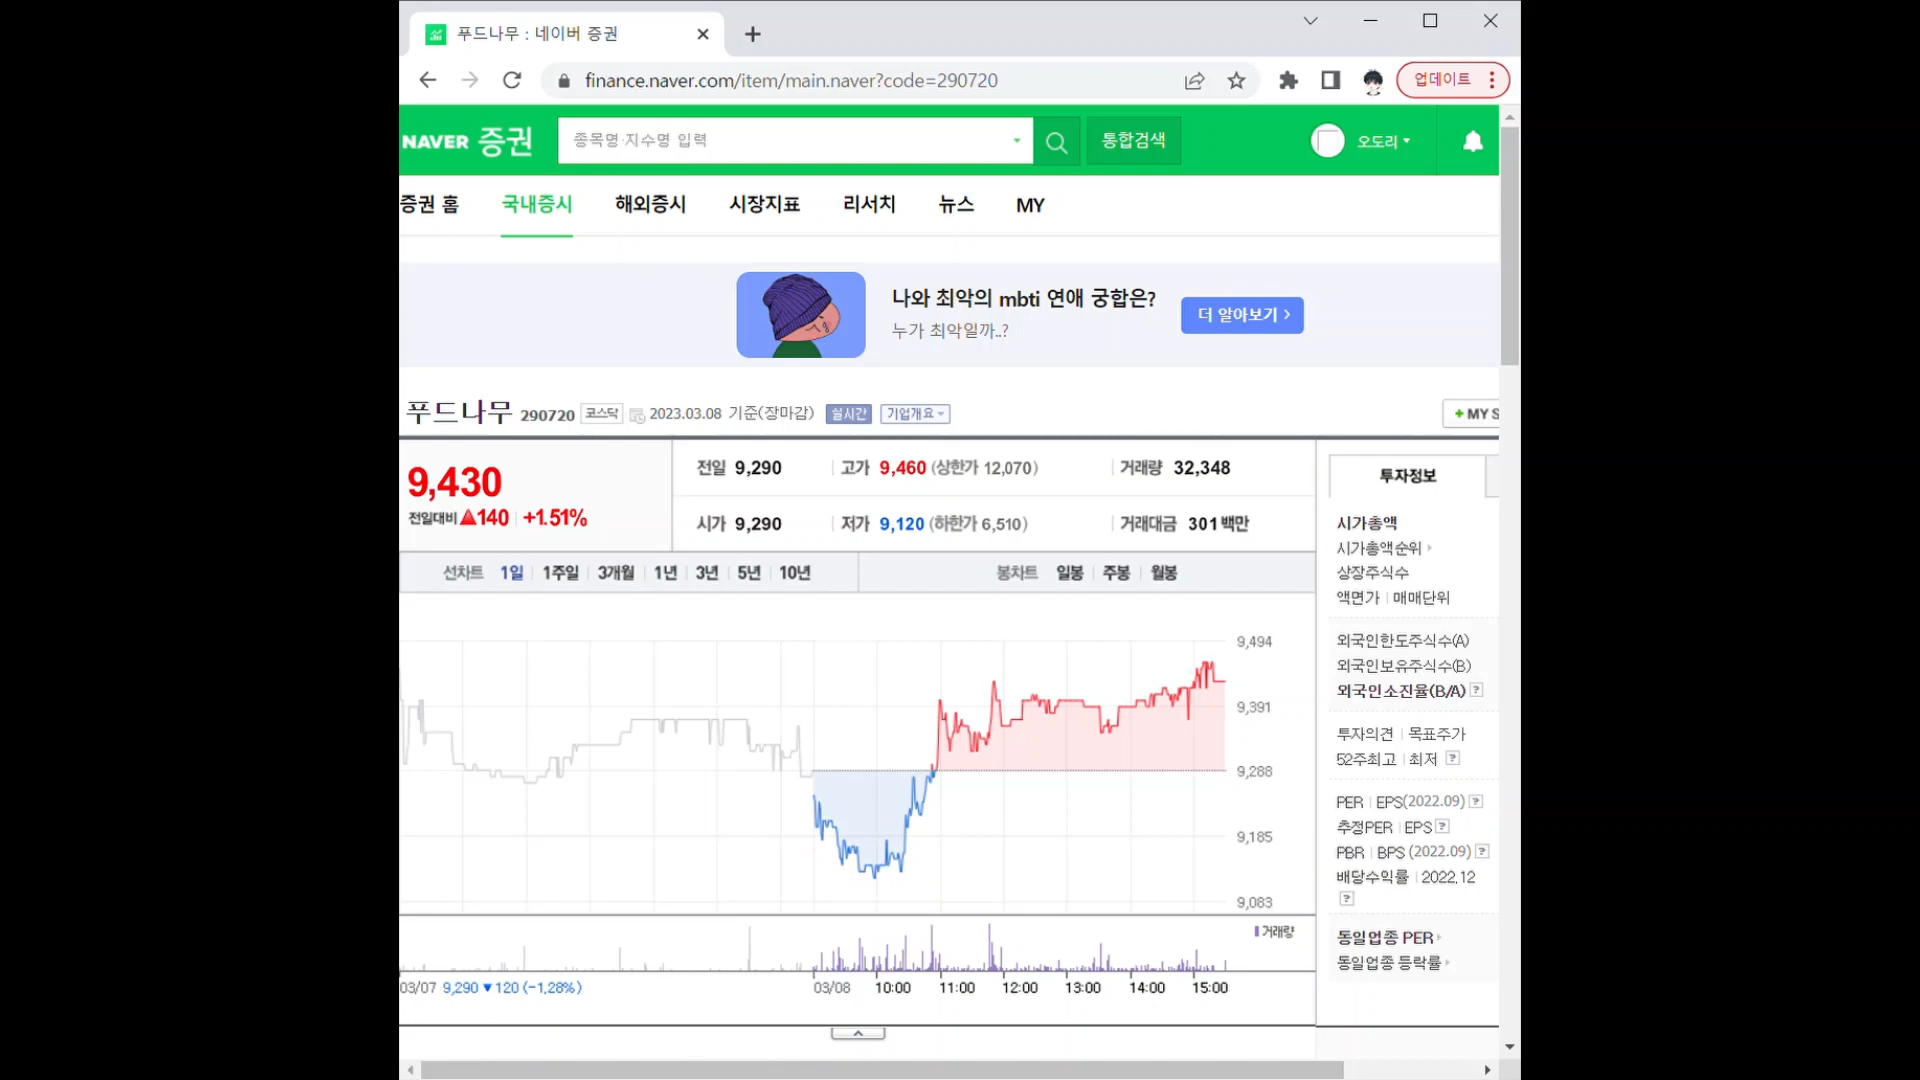 푸드나무 : 네이버 증권
finance.naver.com/item/main.naver?code=290720
업데이트
NAVER 증권
종목명·지수명 입력
통합검색
오도리
증권 홈 국내증시 해외증시 시장지표 리서치 뉴스 MY
나와 최악의 mbti 연애 궁합은?
누가 최악일까..?
더 알아보기
푸드나무 290720 코스닥 2023.03.08 기준(장마감) 실시간 기업개요
+ MY S
9,430
전일대비 ▲140 +1.51%
전일 9,290 고가 9,460 (상한가 12,070) 거래량 32,348
시가 9,290 저가 9,120 (하한가 6,510) 거래대금 301 백만
선차트 1일 1주일 3개월 1년 3년 5년 10년 봉차트 일봉 주봉 월봉
9,494
9,391
9,288
9,185
9,083
거래량
03/07 9,290 ▼120 (-1,28%) 03/08 10:00 11:00 12:00 13:00 14:00 15:00
투자정보
시가총액
시가총액순위
상장주식수
액면가 | 매매단위
외국인한도주식수(A)
외국인보유주식수(B)
외국인소진율(B/A) ?
투자의견 | 목표주가
52주최고 | 최저 ?
PER | EPS(2022.09) ?
추정PER | EPS ?
PBR | BPS (2022.09) ?
배당수익률 | 2022.12
?
동일업종 PER
동일업종 등락률